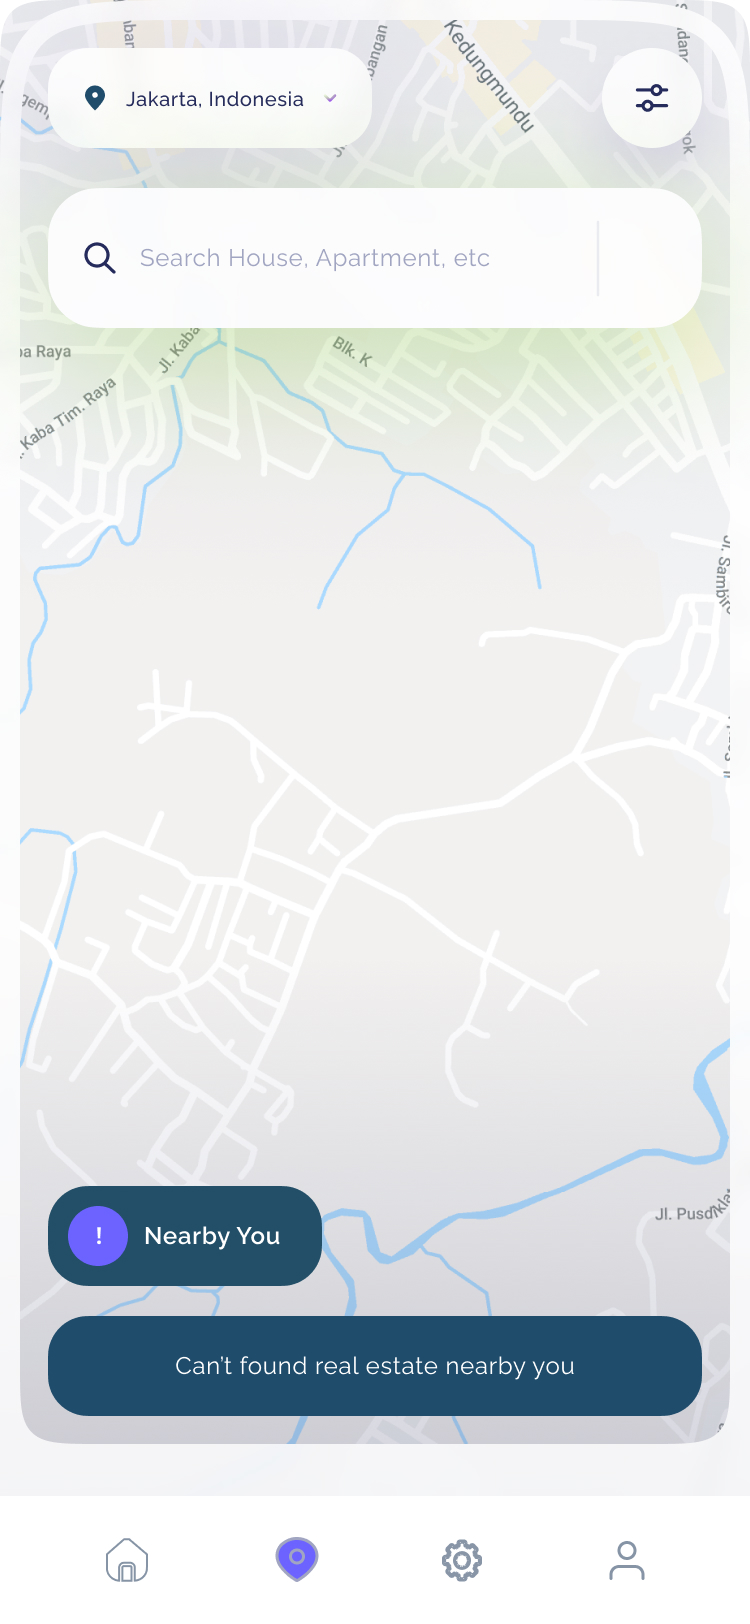 Kedungmundu
Jakarta, Indonesia
Search House, Apartment, etc
Raya
Jl. Kaba
Blk. K
Kaba Tim. Raya
Nearby You
!
Jl. Pusdiklat
Can't found real estate nearby you